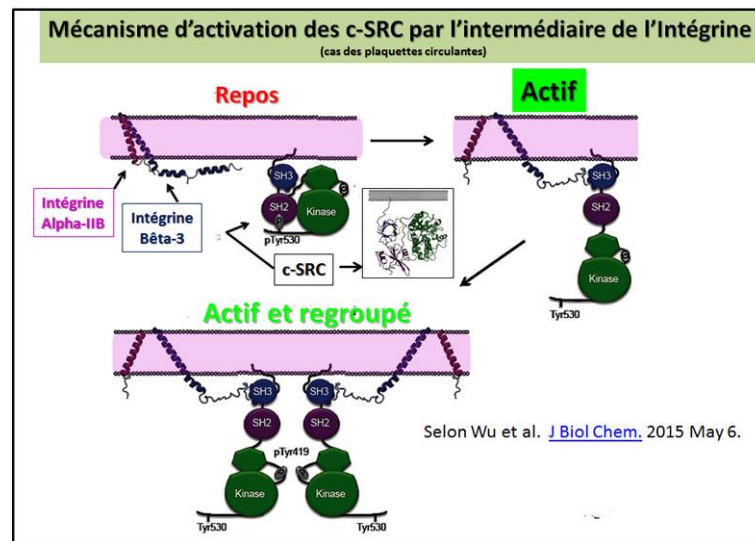 Mécanisme d'activation des c-SRC par l'intermédiaire de l'Intégrine
(cas des plaquettes circulantes)
Repos
Actif
SH3
SH2
Kinase
P
pTyr530
Intégrine
Alpha-IIB
Intégrine
Bêta-3
c-SRC
SH3
SH2
Kinase
Tyr530
Actif et regroupé
SH3
SH3
SH2
SH2
pTyr419
Kinase
Kinase
Tyr530
Tyr530
Selon Wu et al. J Biol Chem. 2015 May 6.